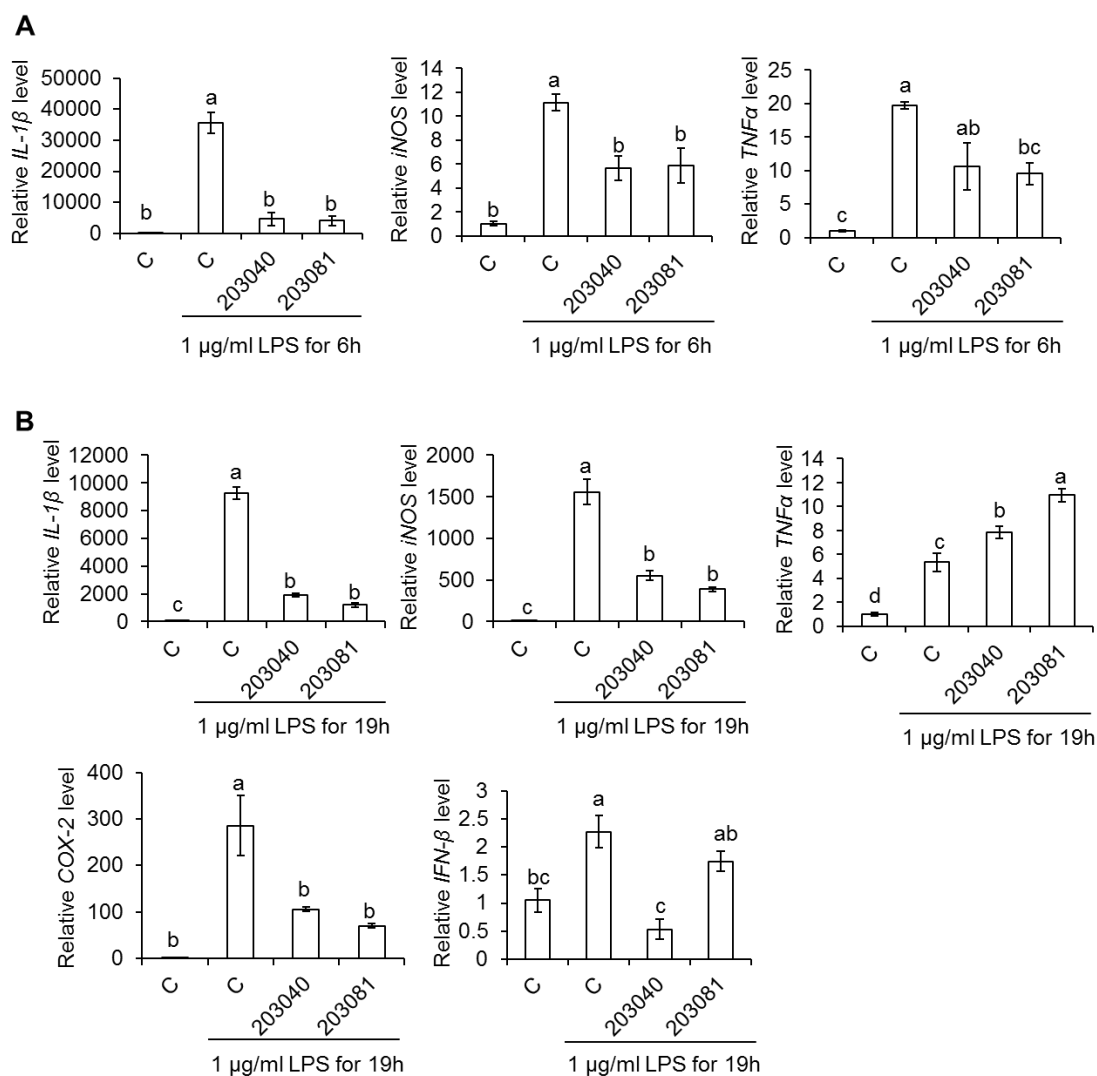 A
Relative IL-1β level
50000
40000
30000
20000
10000
0
b
a
b
b
C
C
203040
203081
1 µg/ml LPS for 6h
Relative iNOS level
14
12
10
8
6
4
2
0
b
a
b
b
C
C
203040
203081
1 µg/ml LPS for 6h
Relative TNFα level
25
20
15
10
5
0
c
a
ab
bc
C
C
203040
203081
1 µg/ml LPS for 6h
B
Relative IL-1β level
12000
10000
8000
6000
4000
2000
0
c
a
b
b
C
C
203040
203081
1 µg/ml LPS for 19h
Relative iNOS level
2000
1500
1000
500
0
c
a
b
b
C
C
203040
203081
1 µg/ml LPS for 19h
Relative TNFα level
14
12
10
8
6
4
2
0
d
c
b
a
C
C
203040
203081
1 µg/ml LPS for 19h
Relative COX-2 level
400
300
200
100
0
b
a
b
b
C
C
203040
203081
1 µg/ml LPS for 19h
Relative IFN-β level
3
2.5
2
1.5
1
0.5
0
bc
a
c
ab
C
C
203040
203081
1 µg/ml LPS for 19h